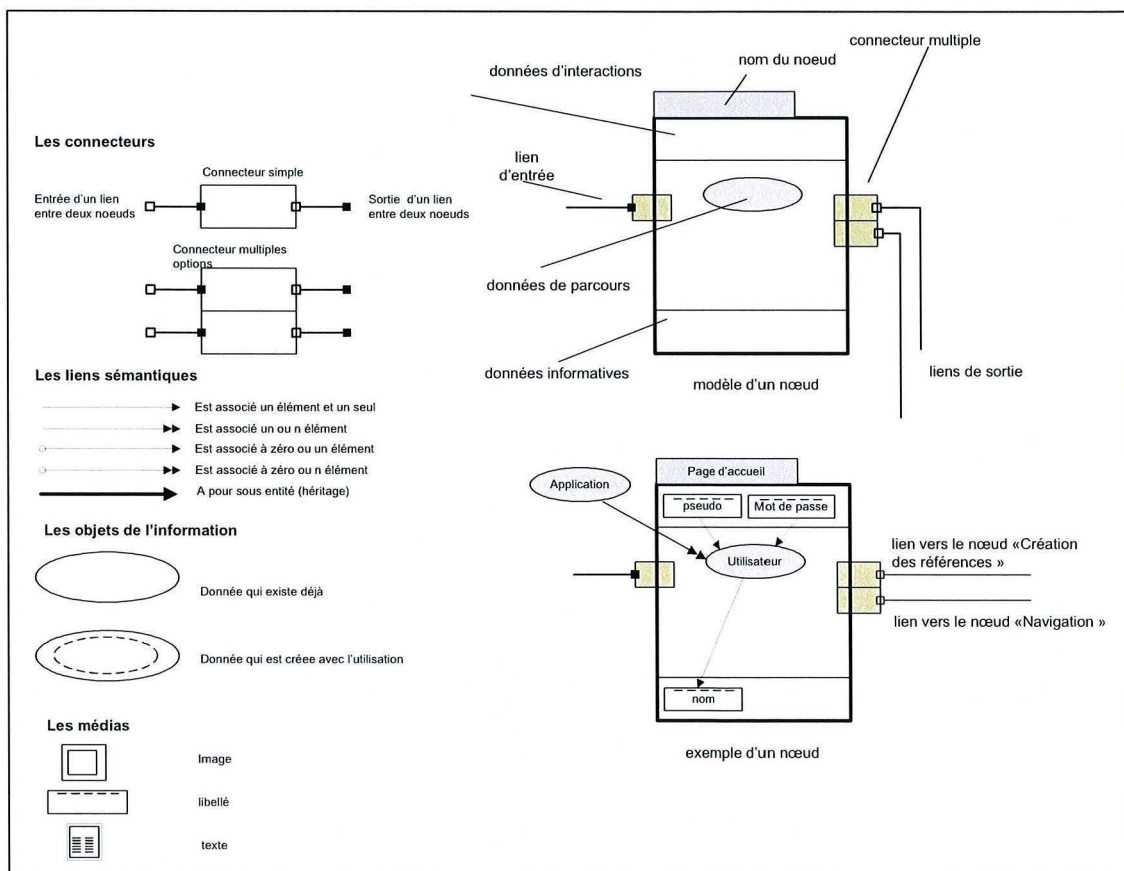 Les connecteurs
Connecteur simple
Entrée d'un lien
entre deux noeuds
Sortie d'un lien
entre deux noeuds
Connecteur multiples
options
Les liens sémantiques
Est associé un élément et un seul
Est associé un ou n élément
Est associé à zéro ou un élément
Est associé à zéro ou n élément
A pour sous entité (héritage)
Les objets de l'information
Donnée qui existe déjà
Donnée qui est créee avec l'utilisation
Les médias
Image
libellé
texte
données d'interactions
nom du noeud
connecteur multiple
lien
d'entrée
données de parcours
données informatives
modèle d'un nœud
liens de sortie
Page d'accueil
Application
pseudo
Mot de passe
Utilisateur
lien vers le nœud «Création
des références »
lien vers le nœud «Navigation »
nom
exemple d'un nœud